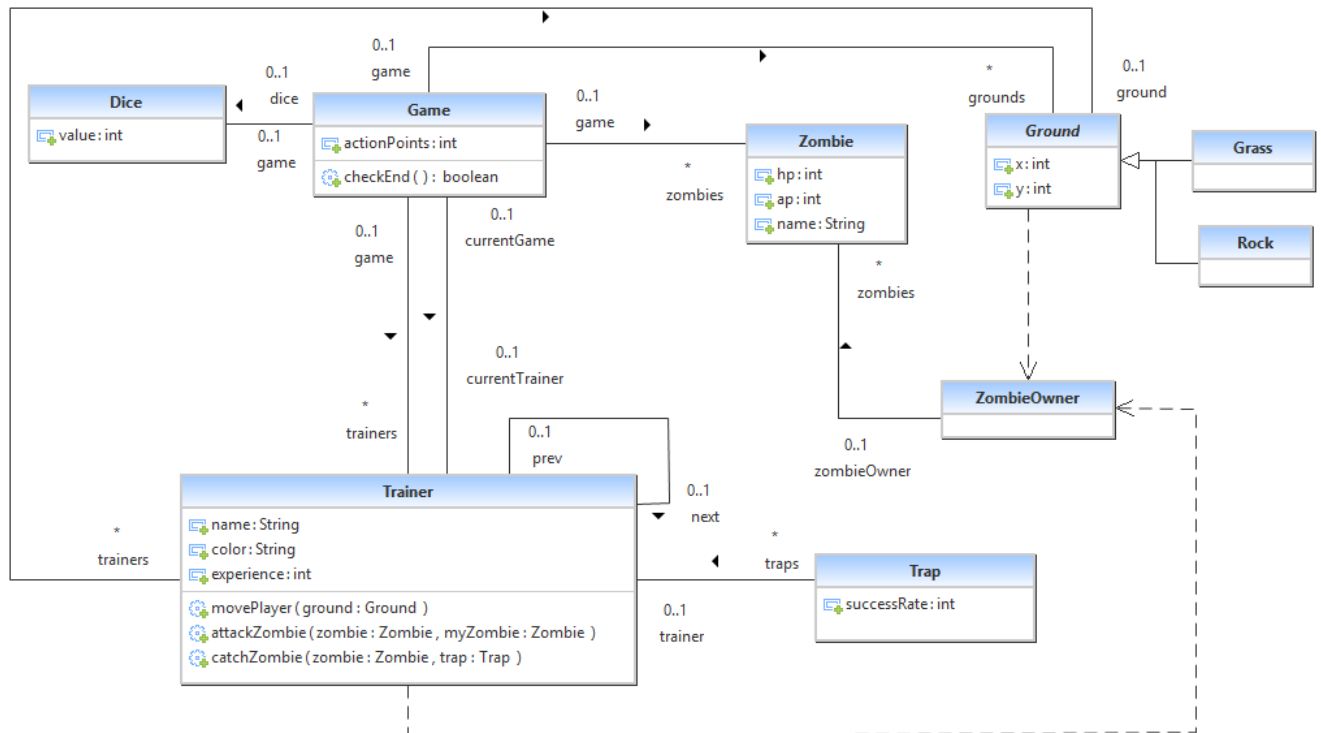 0..1
game
0..1
dice
Dice
value : int
0..1
game
Game
actionPoints : int
checkEnd ( ) : boolean
0..1
game
*
zombies
Zombie
hp : int
ap : int
name : String
*
grounds
0..1
ground
Ground
x : int
y : int
Grass
Rock
0..1
game
0..1
currentGame
*
zombies
0..1
currentTrainer
*
trainers
ZombieOwner
0..1
zombieOwner
0..1
prev
0..1
next
*
trainers
Trainer
name : String
color : String
experience : int
movePlayer ( ground : Ground )
attackZombie ( zombie : Zombie , myZombie : Zombie )
catchZombie ( zombie : Zombie , trap : Trap )
*
traps
0..1
trainer
Trap
successRate : int